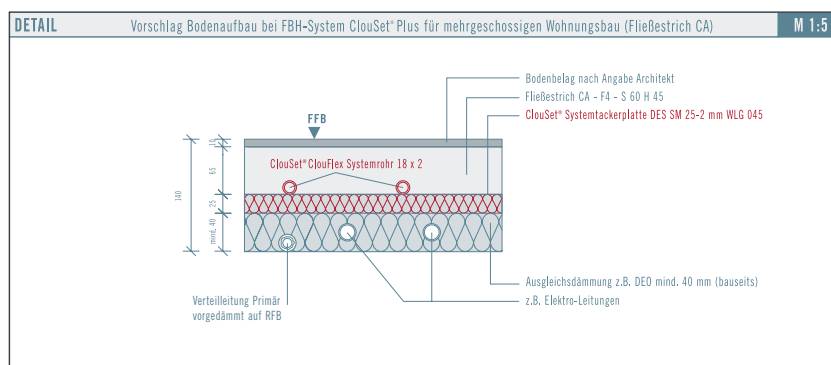 DETAIL Vorschlag Bodenaufbau bei FBH-System ClouSet® Plus für mehrgeschossigen Wohnungsbau (Fließestrich CA) M 1:5
Bodenbelag nach Angabe Architekt
Fließestrich CA - F4 - S 60 H 45
ClouSet® Systemtackerplatte DES SM 25-2 mm WLG 045
FFB
ClouSet® ClouFlex Systemrohr 18 x 2
10
65
25
mind. 40
140
Ausgleichsdämmung z.B. DEO mind. 40 mm (bauseits)
z.B. Elektro-Leitungen
Verteilleitung Primär
vorgedämmt auf RFB